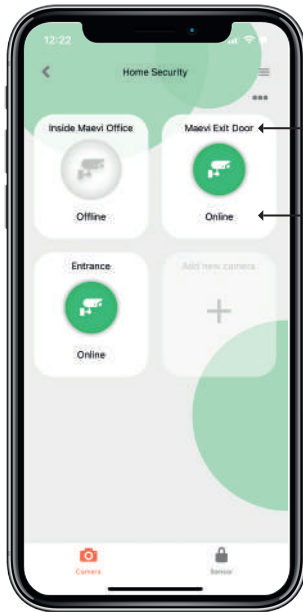 12:22
Home Security
Inside Maevi Office
Maevi Exit Door
Offline
Online
Entrance
Add new camera
Online
Camera
Sensor